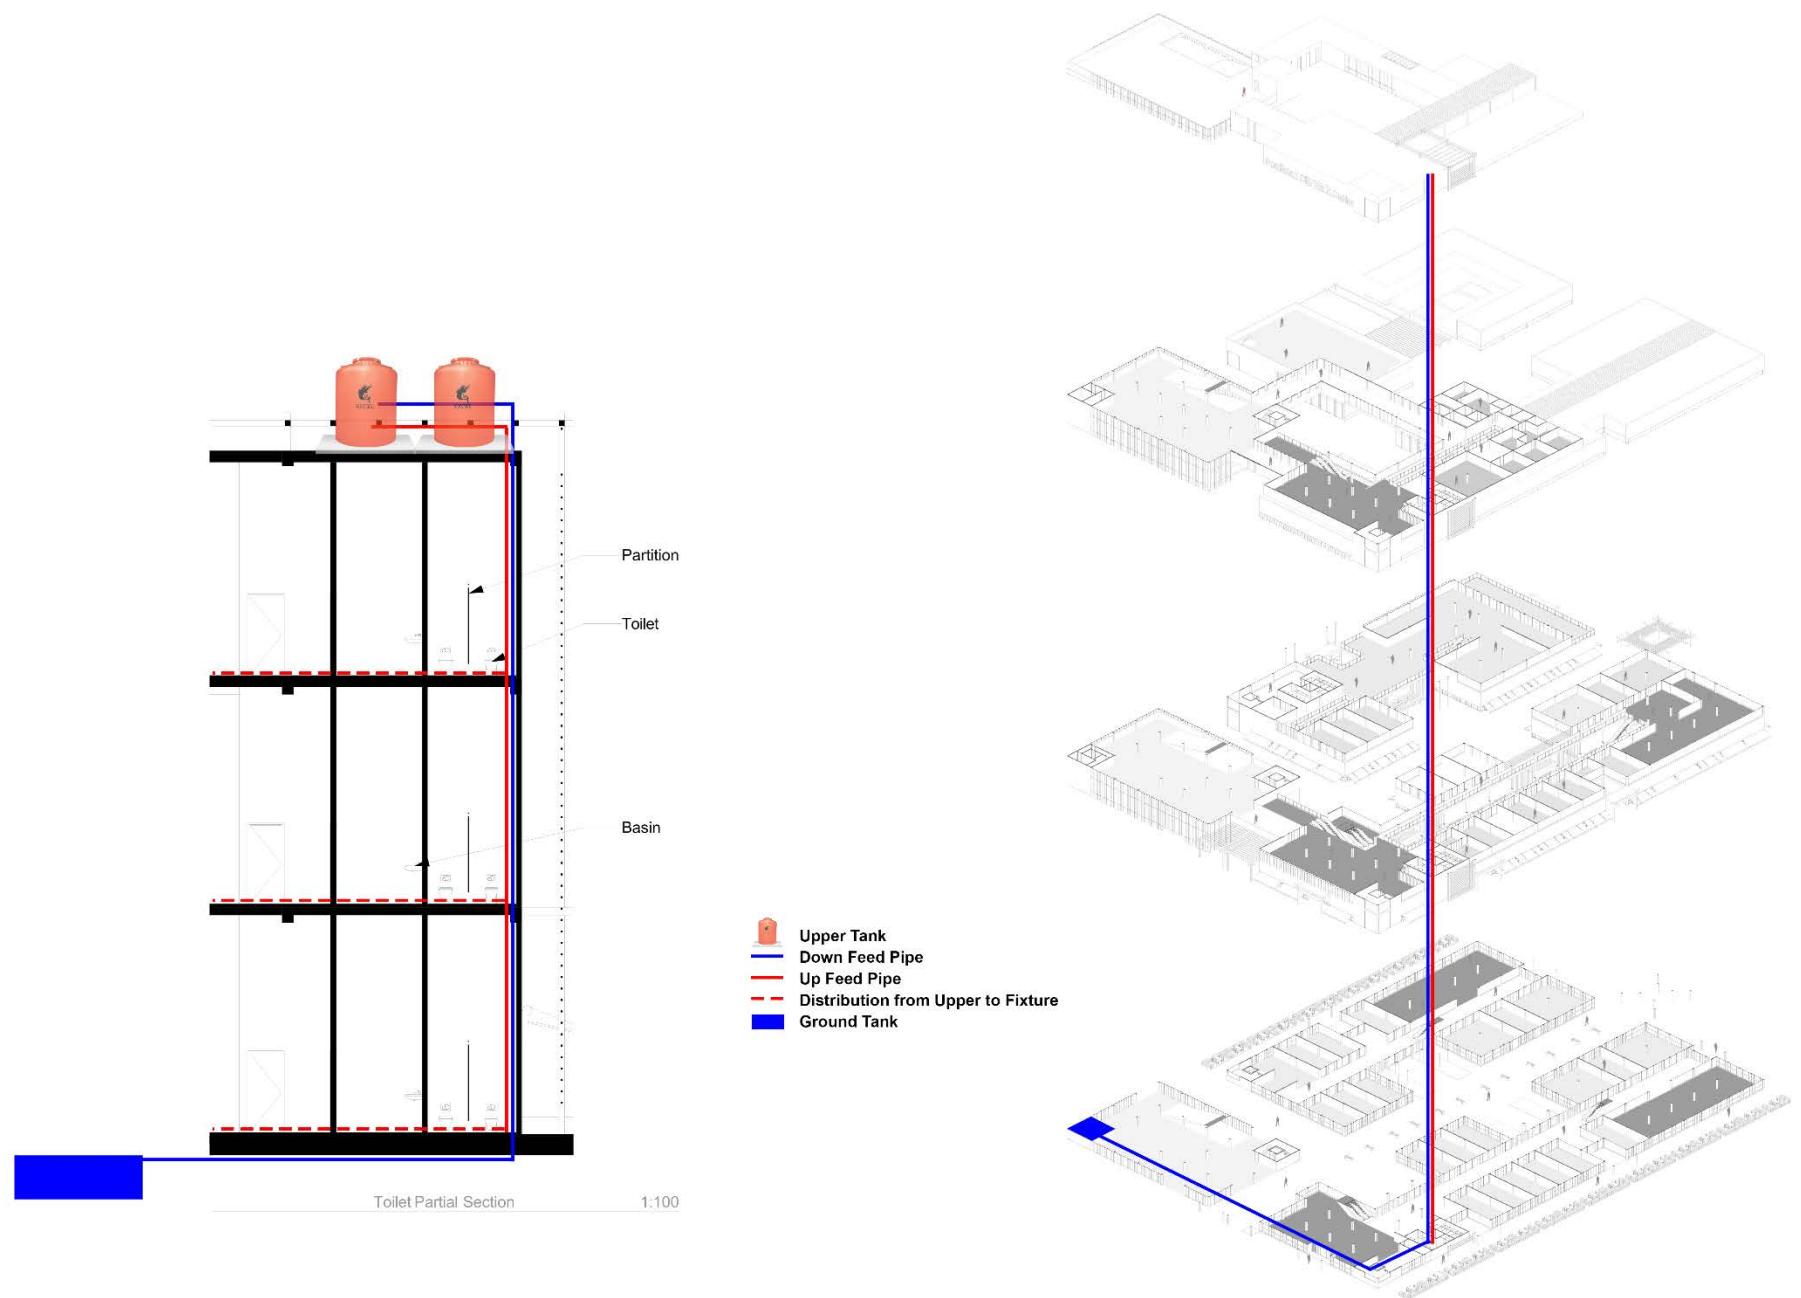 Partition
Toilet
Basin
Upper Tank
Down Feed Pipe
Up Feed Pipe
Distribution from Upper to Fixture
Ground Tank
Toilet Partial Section 1:100